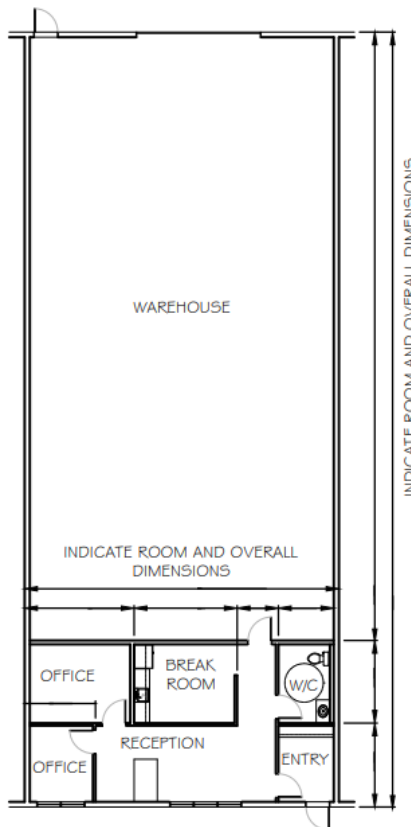 WAREHOUSE
INDICATE ROOM AND OVERALL DIMENSIONS
INDICATE ROOM AND OVERALL
DIMENSIONS
OFFICE
BREAK
ROOM
W/C
RECEPTION
OFFICE
ENTRY